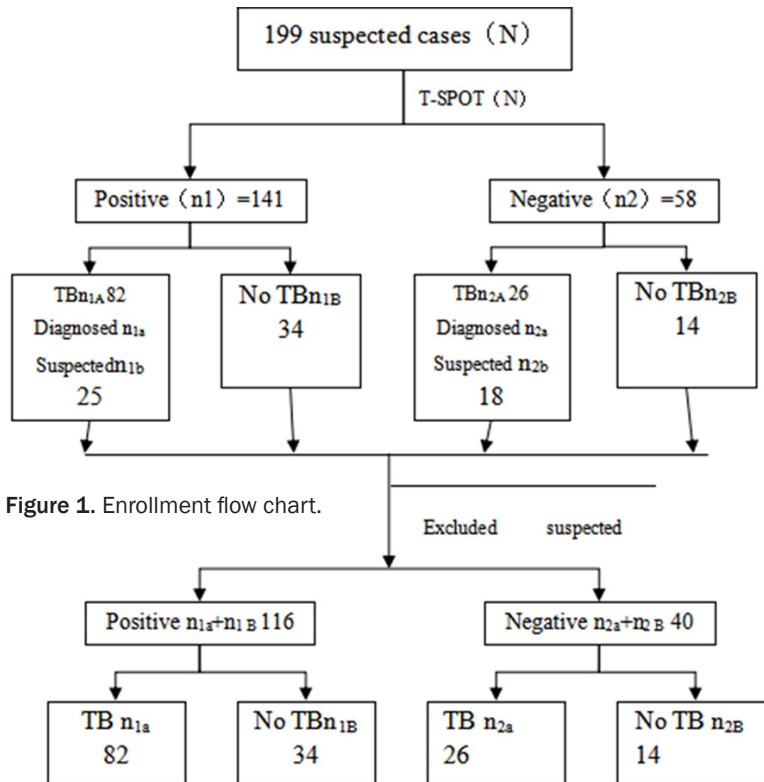 199 suspected cases（N）
T-SPOT（N）
Positive（n1）=141
Negative（n2）=58
TBn1A 82
Diagnosed n1a
Suspectedn1b
25
No TBn1B
34
TBn2A 26
Diagnosed n2a
Suspected n2b
18
No TBn2B
14
Figure 1. Enrollment flow chart.
Excluded suspected
Positive n1a+n1 B 116
Negative n2a+n2 B 40
TB n1a
82
No TBn1B
34
TB n2a
26
No TB n2B
14